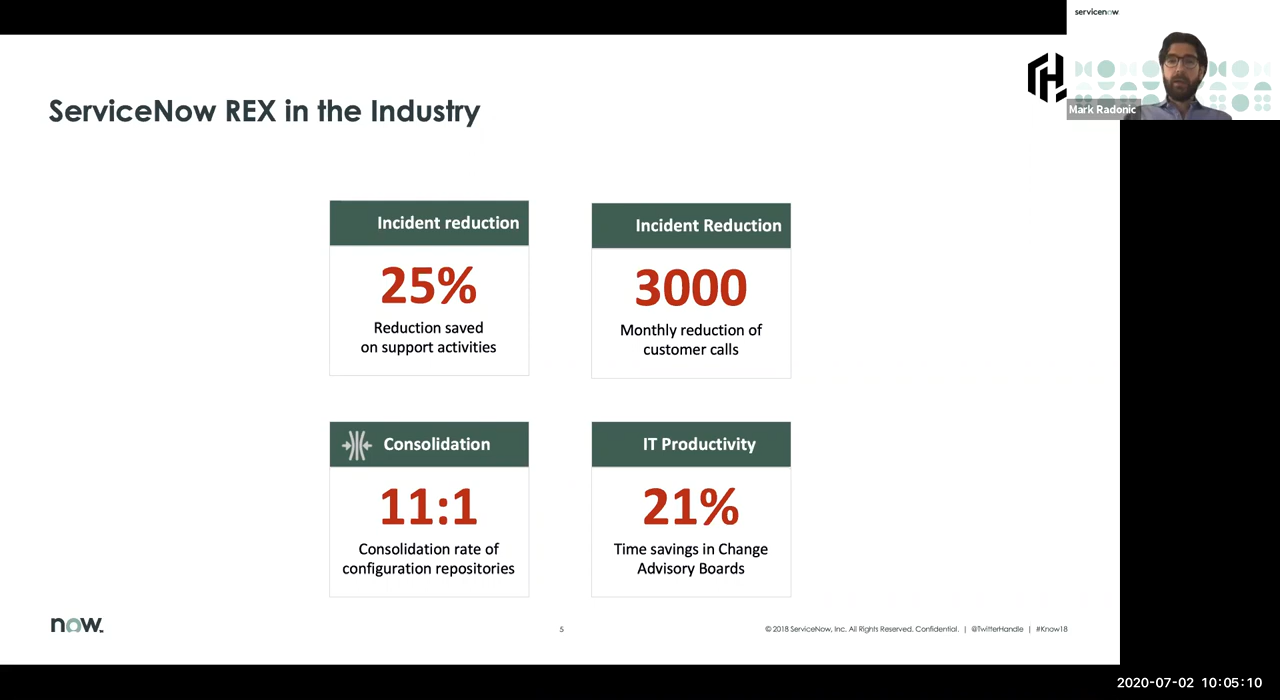 servicenow
Mark Radonic
ServiceNow REX in the Industry
Incident reduction
25%
Reduction saved
on support activities
Incident Reduction
3000
Monthly reduction of
customer calls
Consolidation
11:1
Consolidation rate of
configuration repositories
IT Productivity
21%
Time savings in Change
Advisory Boards
now.
5
© 2018 ServiceNow, Inc. All Rights Reserved. Confidential. | @TwitterHandle | #Know18
2020-07-02 10:05:10